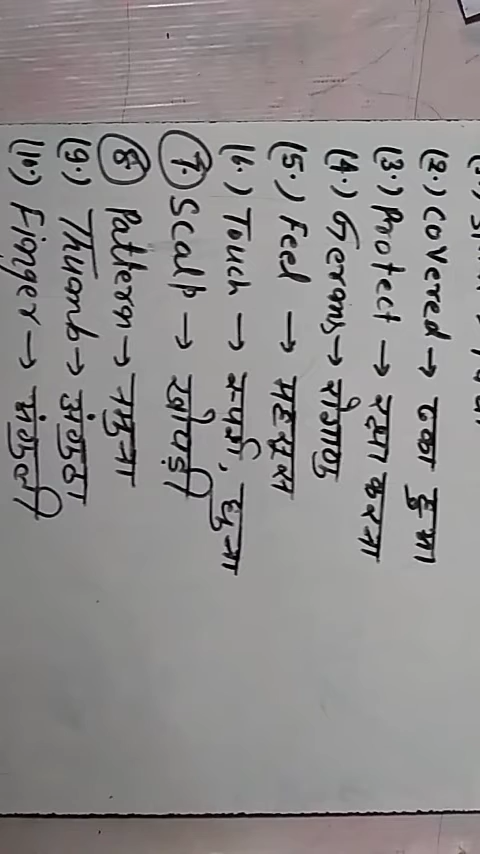 (2.) Covered → ढका हुआ
(3.) Protect → रक्षा करना
(4.) Germs → रोगाणु
(5.) Feel → महसूस
(6.) Touch → स्पर्श, छुना
7. Scalp → खोपड़ी
8. Pattern → नमुना
(9.) Thumb → अंगुठा
(10.) Finger → अंगुली